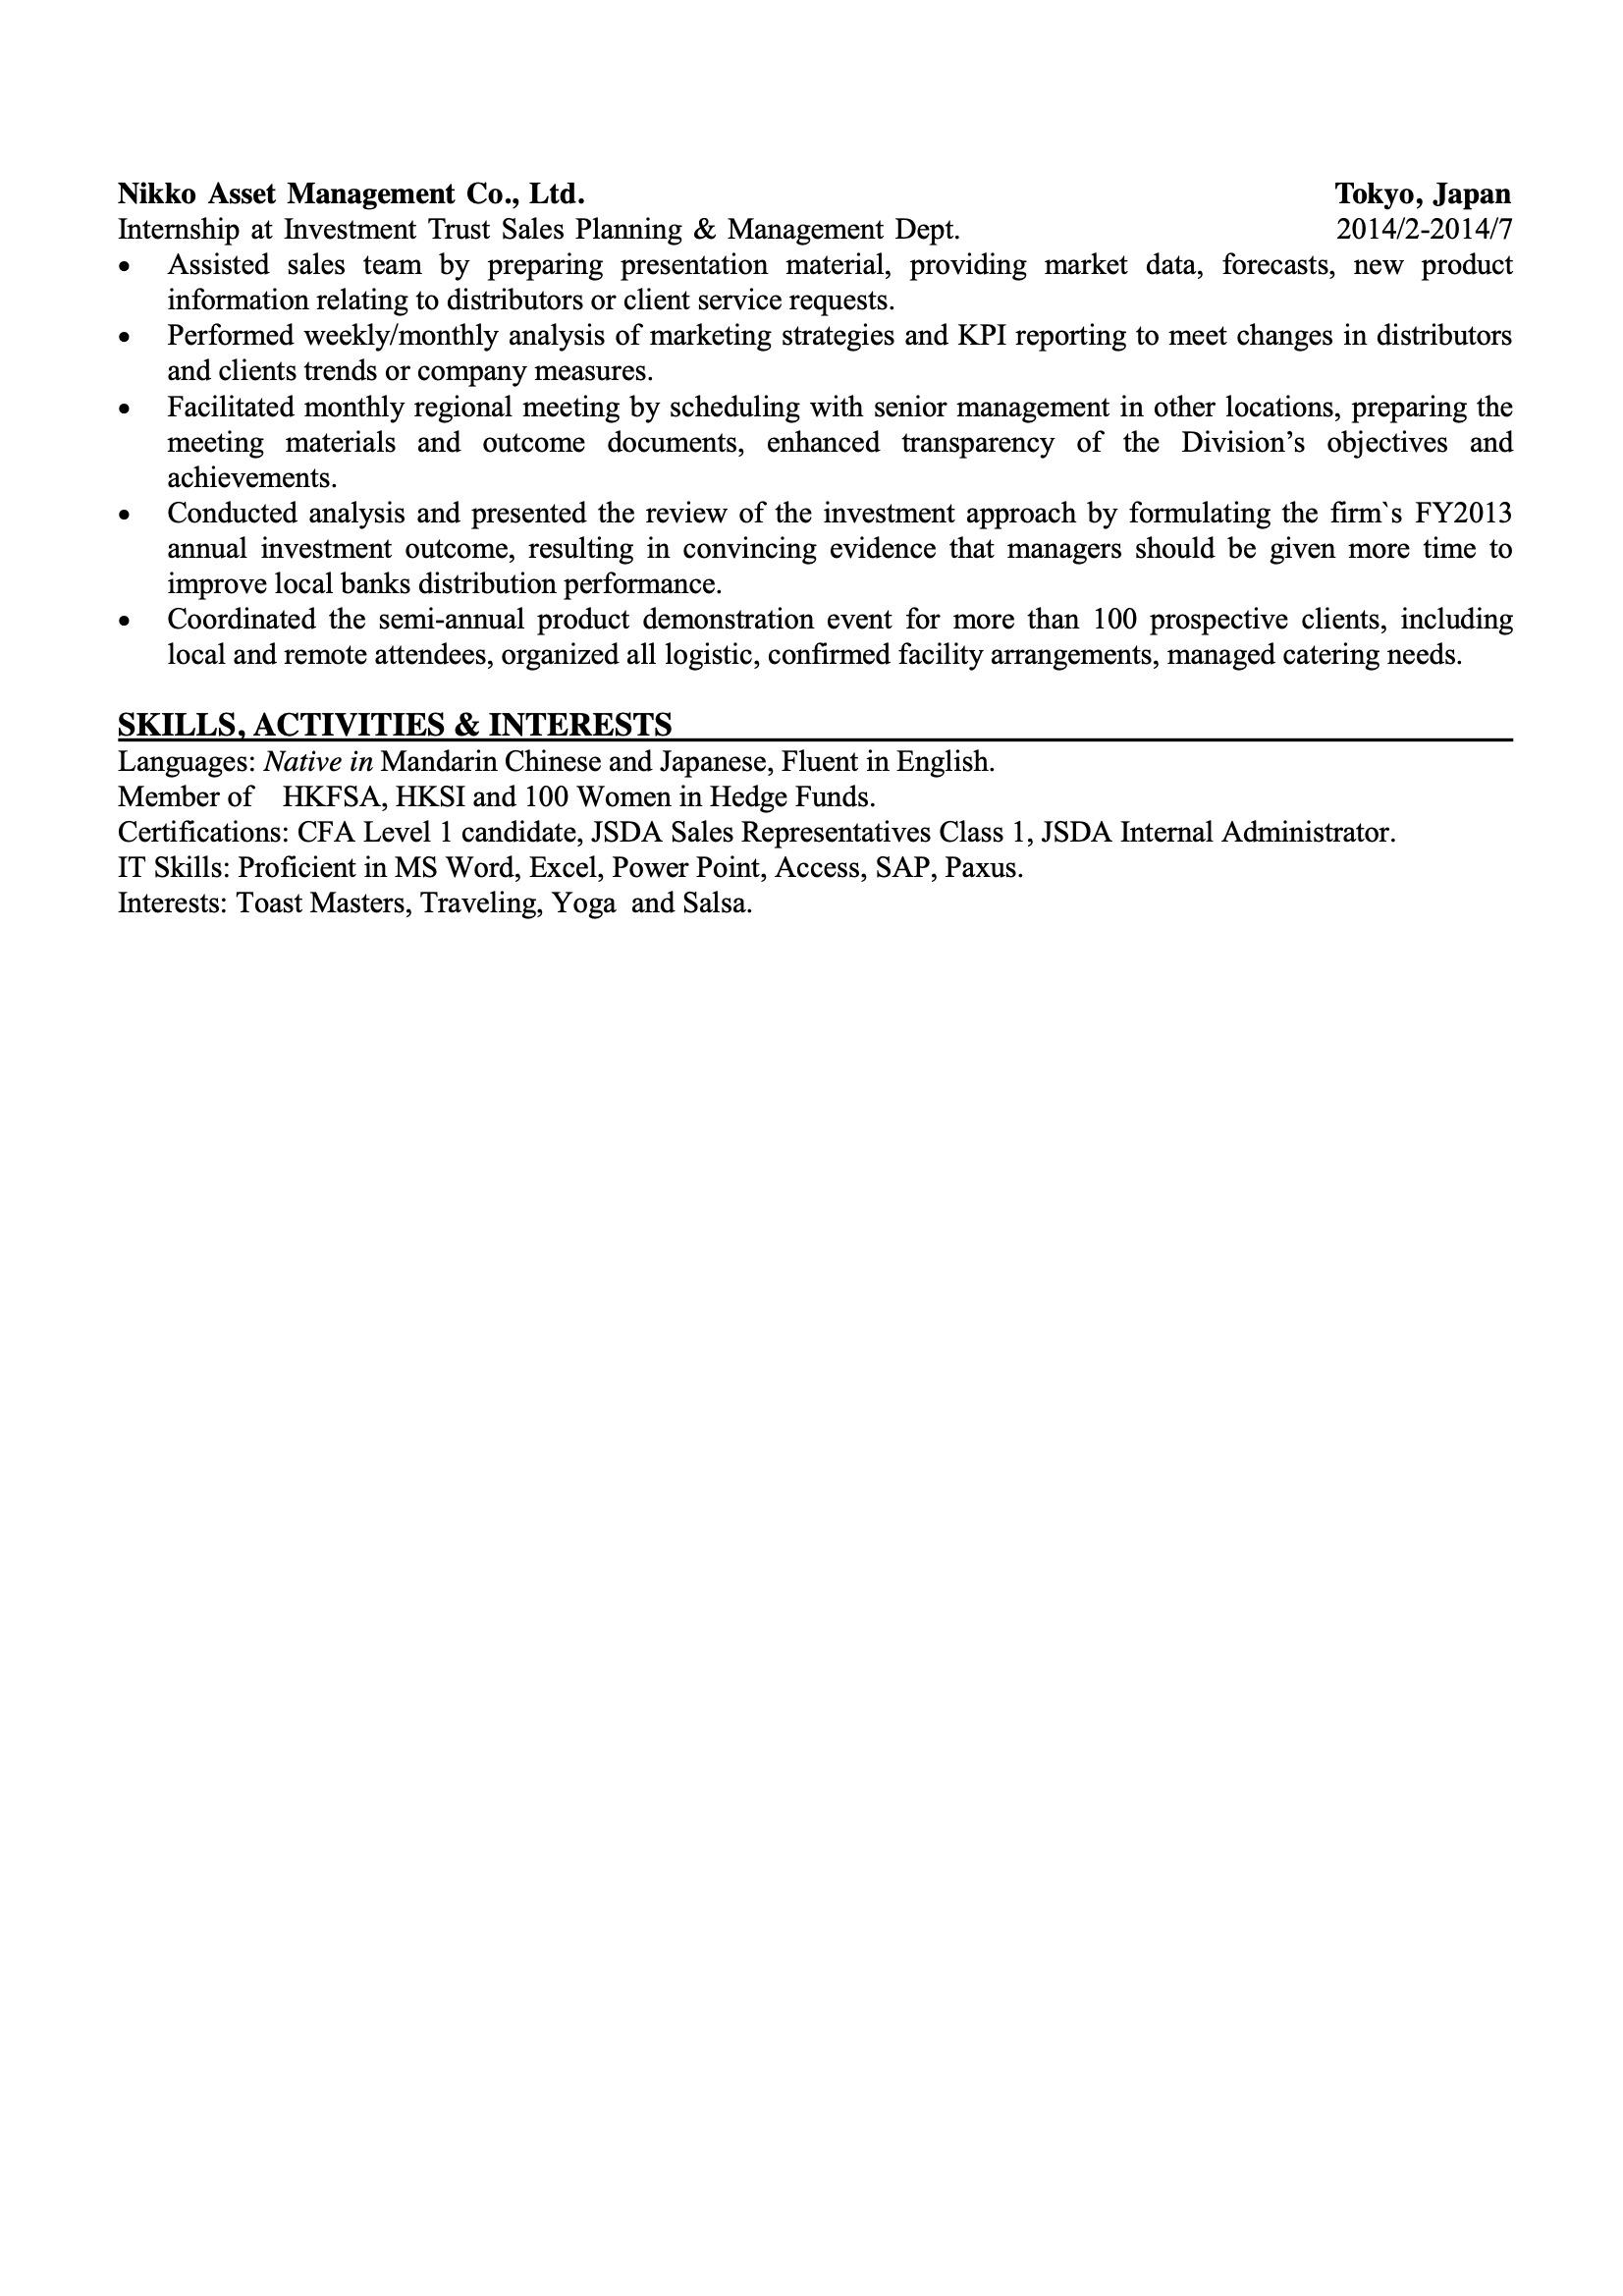 Nikko Asset Management Co., Ltd. Tokyo, Japan
Internship at Investment Trust Sales Planning & Management Dept. 2014/2-2014/7
• Assisted sales team by preparing presentation material, providing market data, forecasts, new product
information relating to distributors or client service requests.
• Performed weekly/monthly analysis of marketing strategies and KPI reporting to meet changes in distributors
and clients trends or company measures.
• Facilitated monthly regional meeting by scheduling with senior management in other locations, preparing the
meeting materials and outcome documents, enhanced transparency of the Division’s objectives and
achievements.
• Conducted analysis and presented the review of the investment approach by formulating the firm`s FY2013
annual investment outcome, resulting in convincing evidence that managers should be given more time to
improve local banks distribution performance.
• Coordinated the semi-annual product demonstration event for more than 100 prospective clients, including
local and remote attendees, organized all logistic, confirmed facility arrangements, managed catering needs.
SKILLS, ACTIVITIES & INTERESTS
Languages: Native in Mandarin Chinese and Japanese, Fluent in English.
Member of HKFSA, HKSI and 100 Women in Hedge Funds.
Certifications: CFA Level 1 candidate, JSDA Sales Representatives Class 1, JSDA Internal Administrator.
IT Skills: Proficient in MS Word, Excel, Power Point, Access, SAP, Paxus.
Interests: Toast Masters, Traveling, Yoga and Salsa.